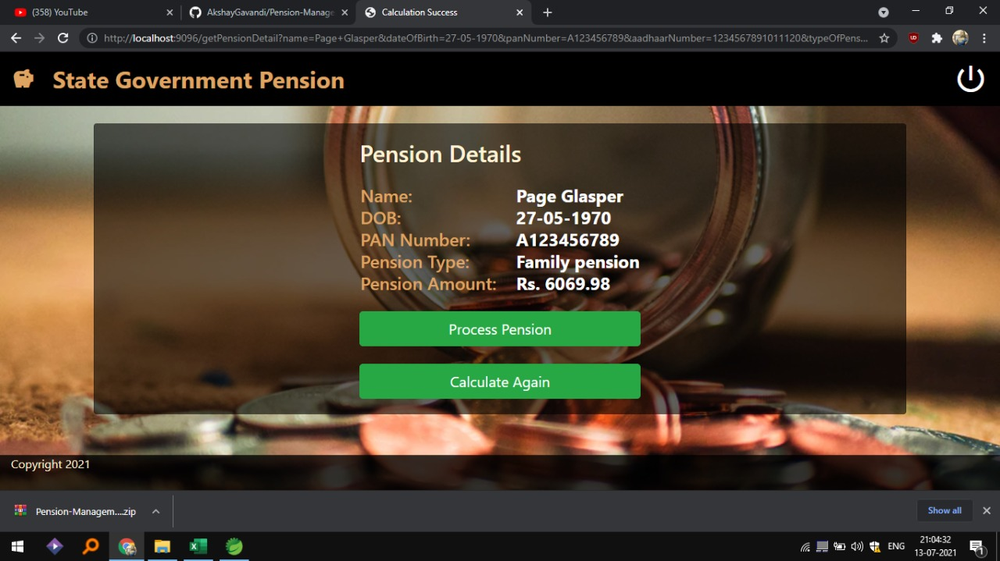 (358) YouTube
AkshayGavandi/Pension-Manage
Calculation Success
http://localhost:9096/getPensionDetail?name=Page+Glasper&dateOfBirth=27-05-1970&panNumber=A123456789&aadhaarNumber=1234567891011120&typeOfPens...
State Government Pension
Pension Details
Name: Page Glasper
DOB: 27-05-1970
PAN Number: A123456789
Pension Type: Family pension
Pension Amount: Rs. 6069.98
Process Pension
Calculate Again
Copyright 2021
Pension-Managem....zip
Show all
ENG
21:04:32
13-07-2021
1